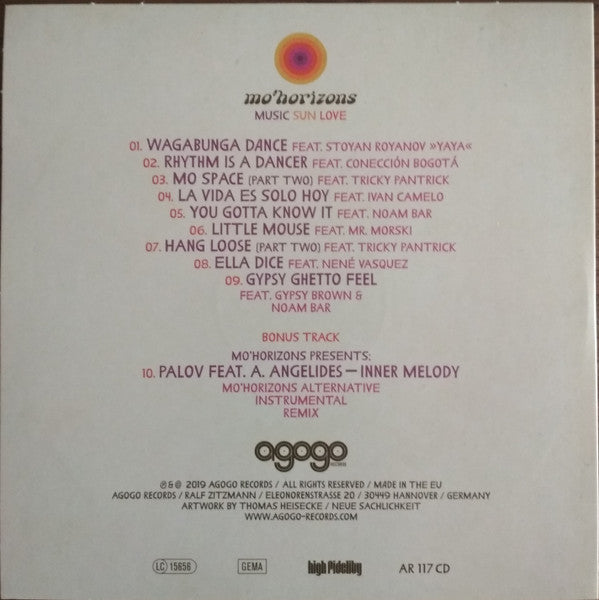 mo'horizons
MUSIC SUN LOVE
01. WAGABUNGA DANCE FEAT. STOYAN ROYANOV »YAYA«
02. RHYTHM IS A DANCER FEAT. CONECCIÓN BOGOTÁ
03. MO SPACE (PART TWO) FEAT. TRICKY PANTRICK
04. LA VIDA ES SOLO HOY FEAT. IVAN CAMELO
05. YOU GOTTA KNOW IT FEAT. NOAM BAR
06. LITTLE MOUSE FEAT. MR. MORSKI
07. HANG LOOSE (PART TWO) FEAT. TRICKY PANTRICK
08. ELLA DICE FEAT. NENÉ VASQUEZ
09. GYPSY GHETTO FEEL
FEAT. GYPSY BROWN &
NOAM BAR
BONUS TRACK
MO'HORIZONS PRESENTS:
10. PALOV FEAT. A. ANGELIDES — INNER MELODY
MO'HORIZONS ALTERNATIVE
INSTRUMENTAL
REMIX
agogo
RECORDS
℗ & © 2019 AGOGO RECORDS / ALL RIGHTS RESERVED / MADE IN THE EU
AGOGO RECORDS / RALF ZITZMANN / ELEONORENSTRASSE 20 / 30449 HANNOVER / GERMANY
ARTWORK BY THOMAS HEISECKE / NEUE SACHLICHKEIT
WWW.AGOGO-RECORDS.COM
LC 15656 GEMA high fidelity AR 117 CD